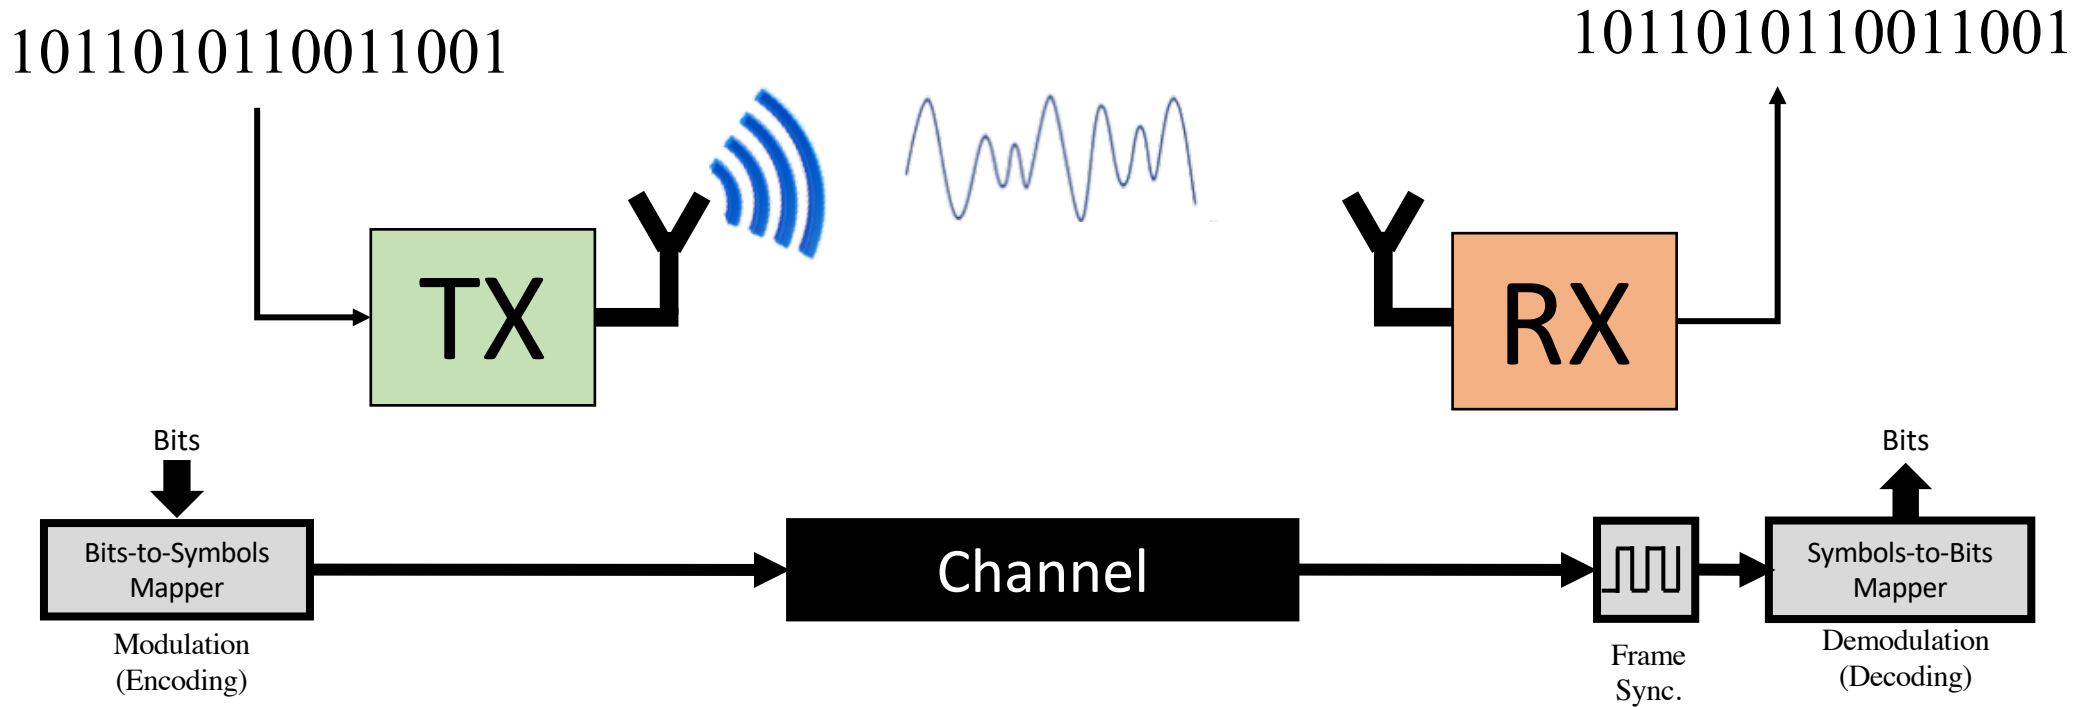 1011010110011001
1011010110011001
TX
RX
Bits
Bits
Bits-to-Symbols
Mapper
Channel
Symbols-to-Bits
Mapper
Modulation
(Encoding)
Frame
Sync.
Demodulation
(Decoding)